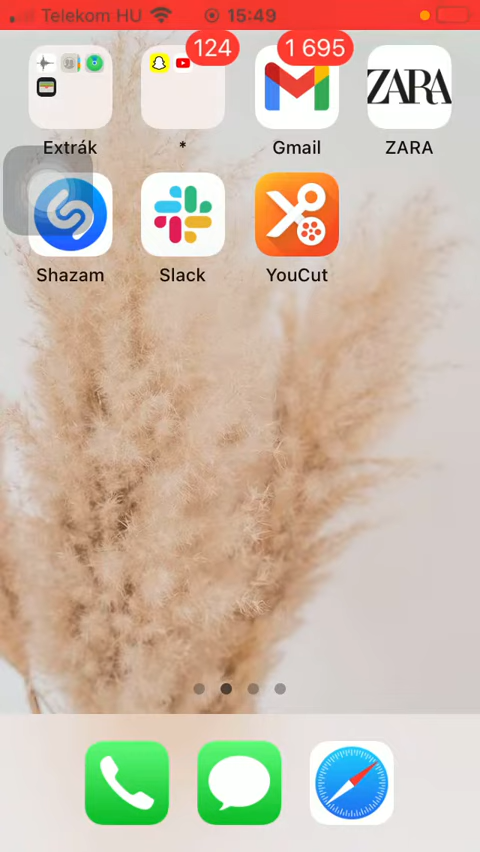 Telekom HU 15:49
124 1 695
ZARA
Extrák * Gmail ZARA
Shazam Slack YouCut